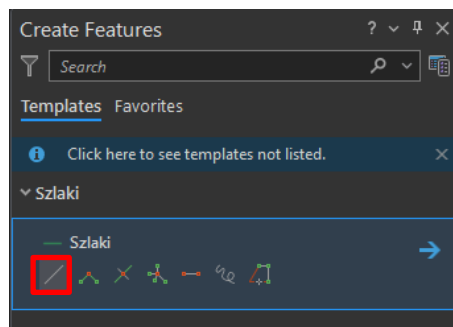 Create Features
?
Search
Templates Favorites
Click here to see templates not listed.
Szlaki
Szlaki